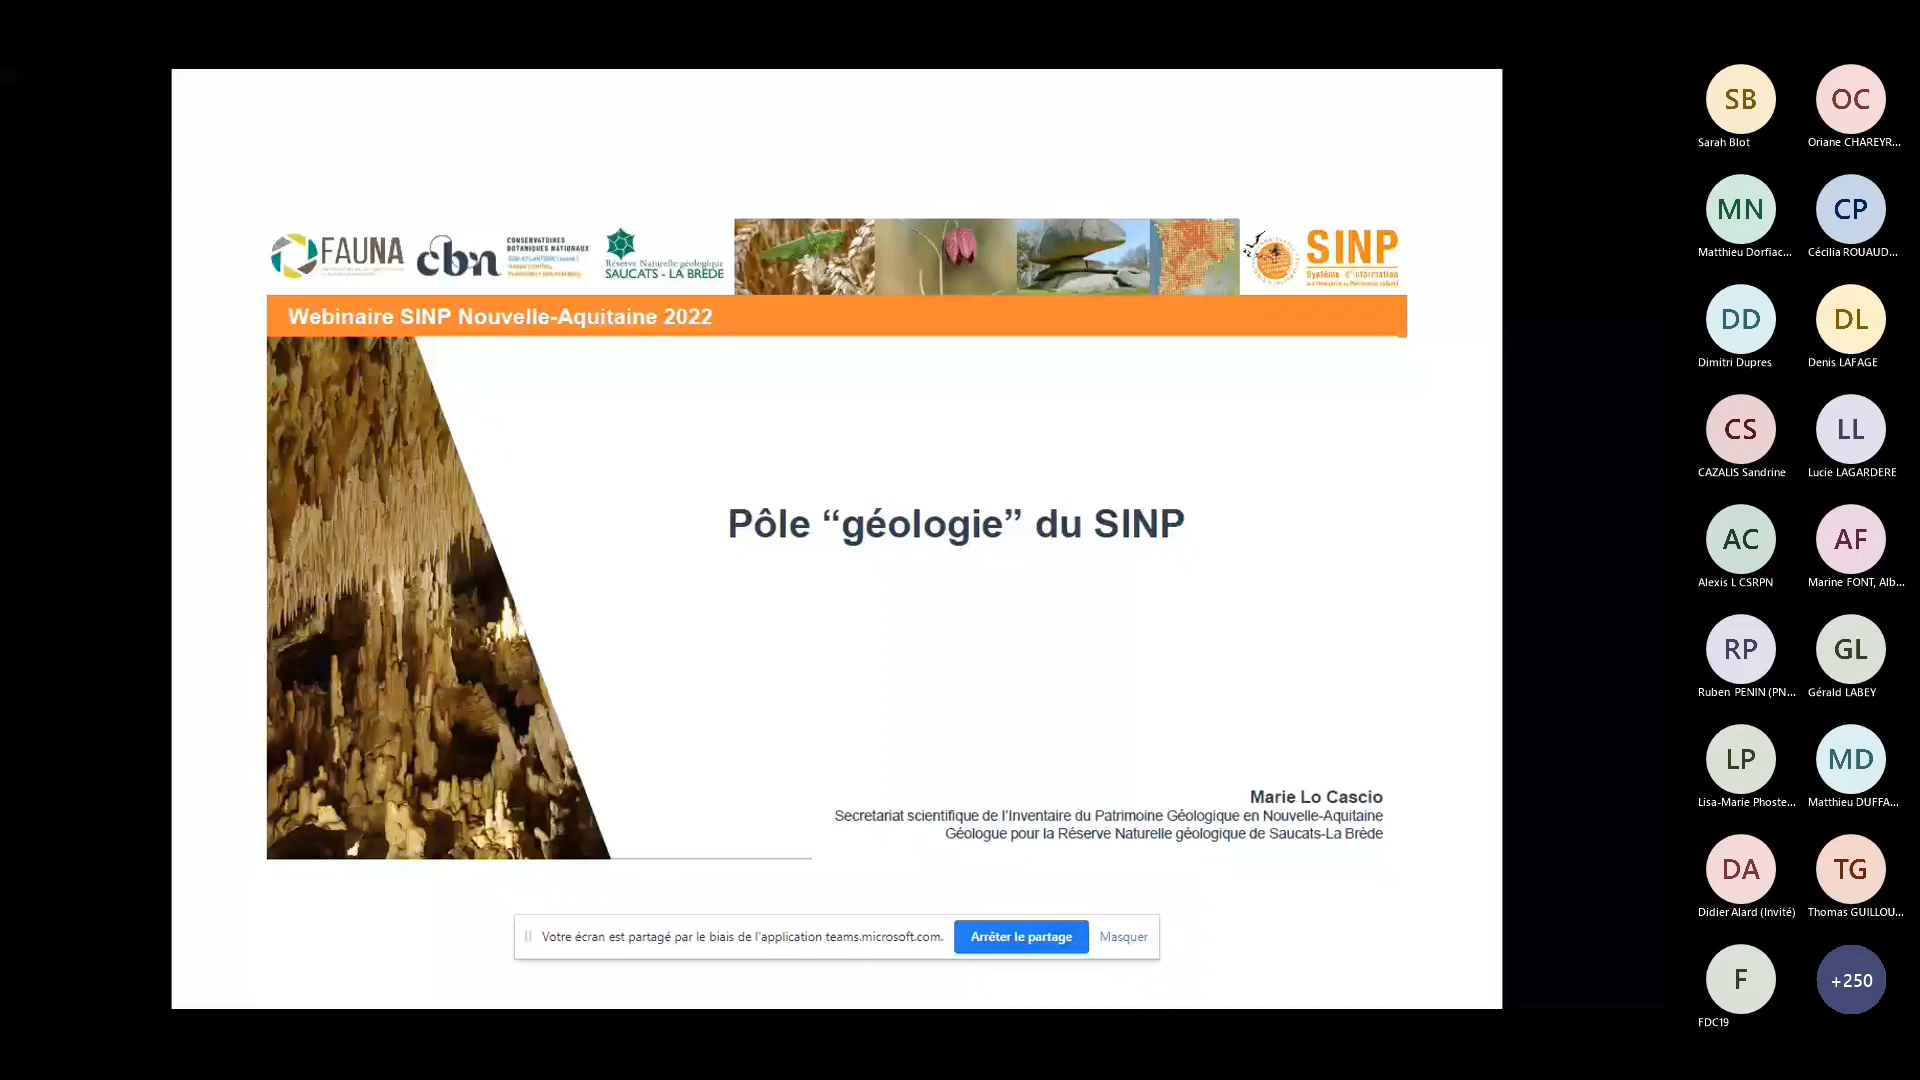 FAUNA
cbn
CONSERVATOIRES
BOTANIQUES NATIONAUX
Réserve Naturelle géologique
SAUCATS - LA BRÈDE
SINP
Système d'information
de l'Inventaire du Patrimoine naturel
Webinaire SINP Nouvelle-Aquitaine 2022
Pôle “géologie” du SINP
Marie Lo Cascio
Secretariat scientifique de l’Inventaire du Patrimoine Géologique en Nouvelle-Aquitaine
Géologue pour la Réserve Naturelle géologique de Saucats-La Brède
Votre écran est partagé par le biais de l'application teams.microsoft.com.
Arrêter le partage
Masquer
SB
Sarah Blot
OC
Oriane CHAREYR...
MN
Matthieu Dorfiac...
CP
Cécilia ROUAUD...
DD
Dimitri Dupres
DL
Denis LAFAGE
CS
CAZALIS Sandrine
LL
Lucie LAGARDERE
AC
Alexis L CSRPN
AF
Marine FONT, Alb...
RP
Ruben PENIN (PN...
GL
Gérald LABEY
LP
Lisa-Marie Phoste...
MD
Matthieu DUFFA...
DA
Didier Alard (Invité)
TG
Thomas GUILLOU...
F
FDC19
+250